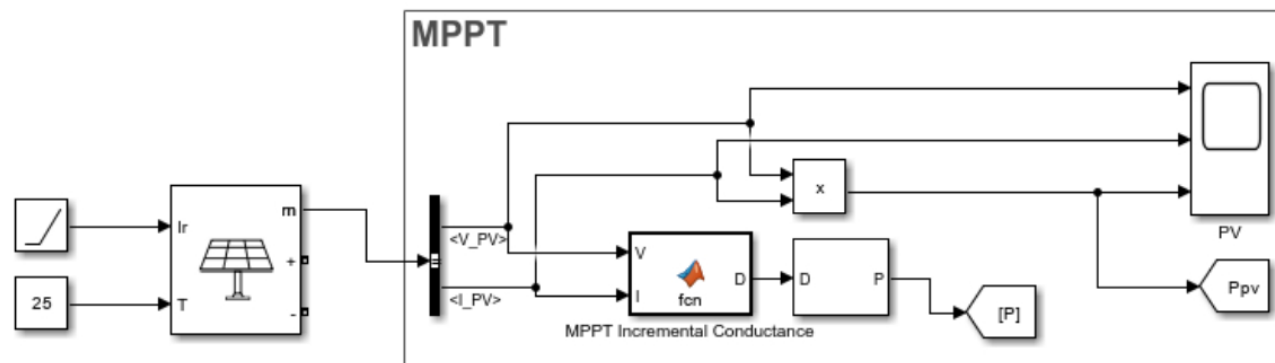 MPPT
Ir
m
T
+
-
25
<V_PV>
<I_PV>
V
I
D
fcn
MPPT Incremental Conductance
x
D
P
[P]
PV
Ppv